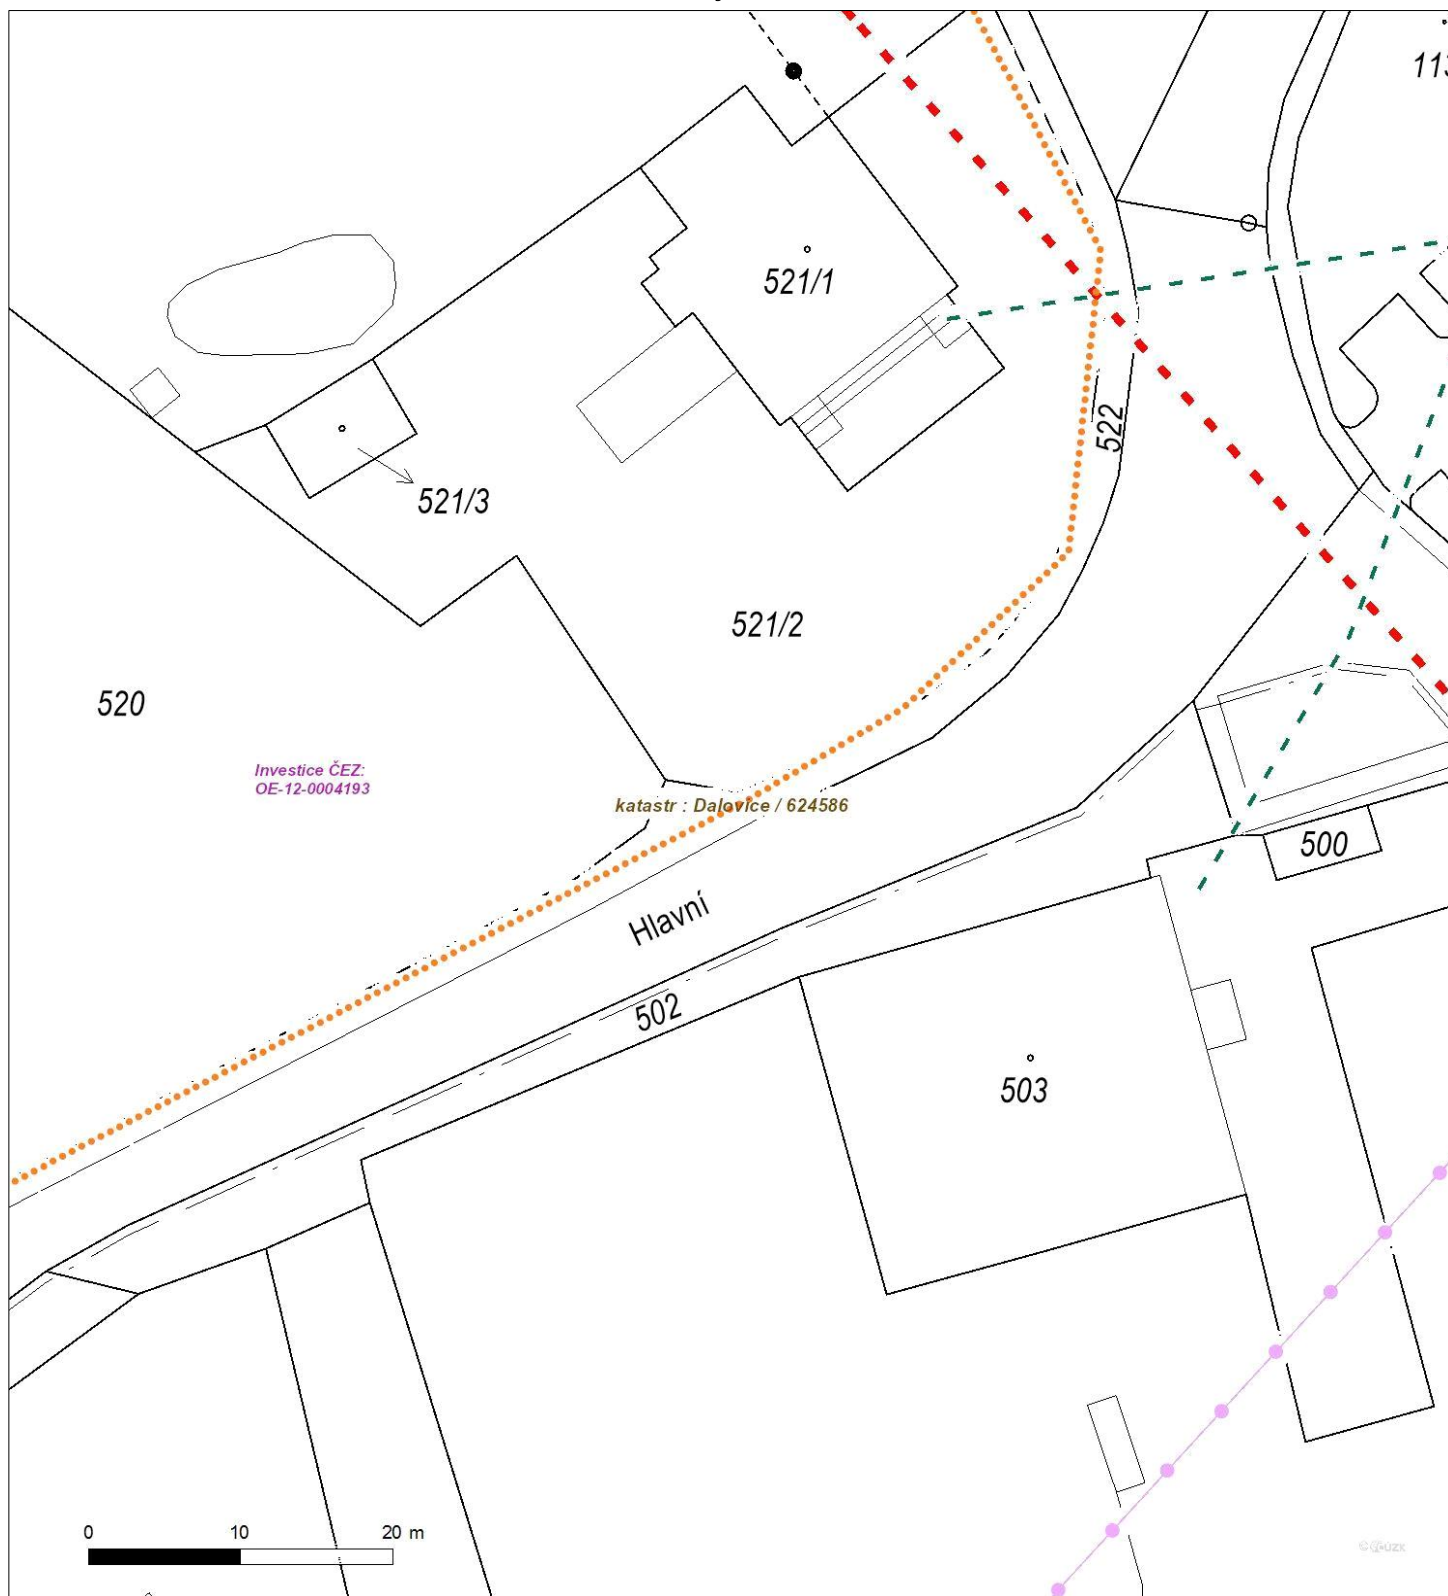 113
521/1
522
521/3
521/2
520
Investice ČEZ:
OE-12-0004193
katastr : Dalovice / 624586
500
Hlavní
502
503
0 10 20 m